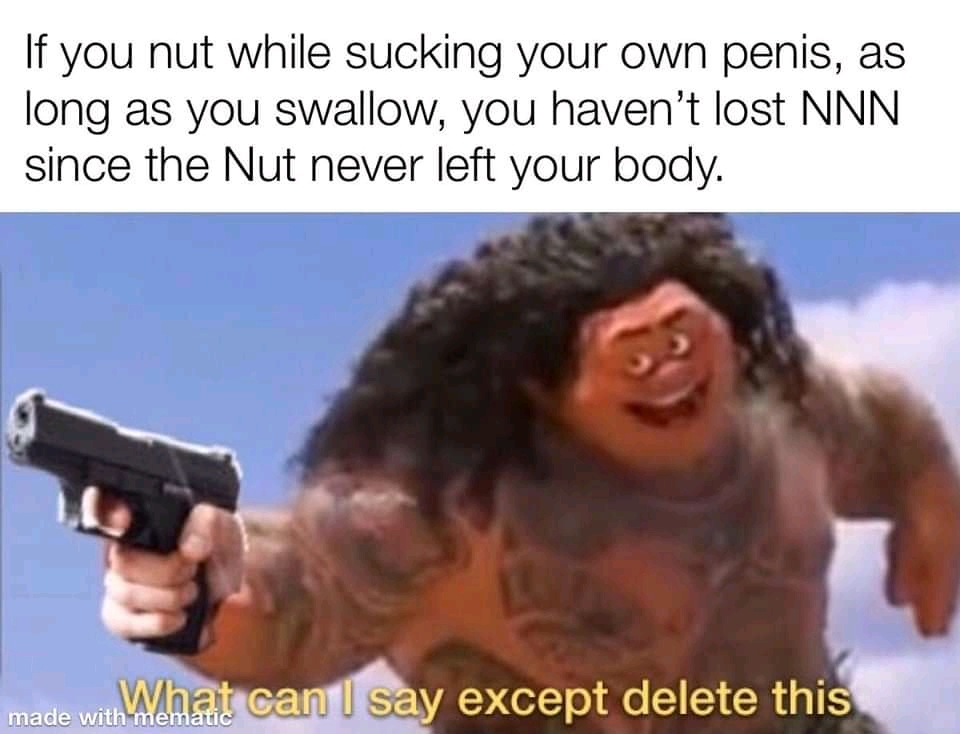 If you nut while sucking your own penis, as
long as you swallow, you haven’t lost NNN
since the Nut never left your body.
What can I say except delete this
made with mematic